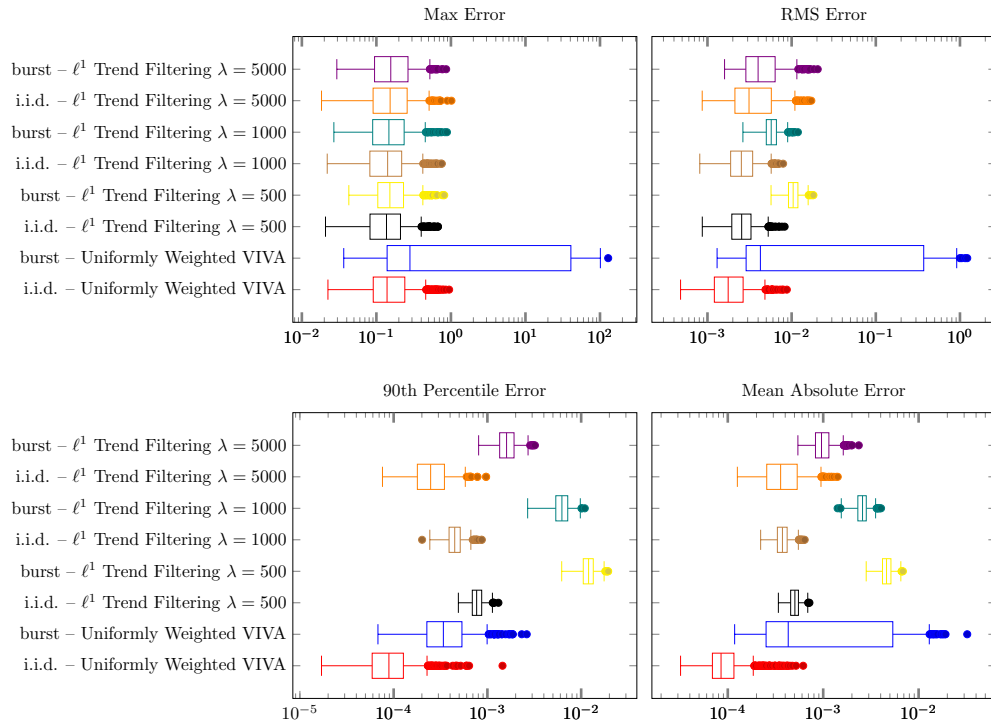 Max Error
RMS Error
burst – ℓ¹ Trend Filtering λ = 5000
i.i.d. – ℓ¹ Trend Filtering λ = 5000
burst – ℓ¹ Trend Filtering λ = 1000
i.i.d. – ℓ¹ Trend Filtering λ = 1000
burst – ℓ¹ Trend Filtering λ = 500
i.i.d. – ℓ¹ Trend Filtering λ = 500
burst – Uniformly Weighted VIVA
i.i.d. – Uniformly Weighted VIVA
10⁻² 10⁻¹ 10⁰ 10¹ 10²
10⁻³ 10⁻² 10⁻¹ 10⁰
90th Percentile Error
Mean Absolute Error
burst – ℓ¹ Trend Filtering λ = 5000
i.i.d. – ℓ¹ Trend Filtering λ = 5000
burst – ℓ¹ Trend Filtering λ = 1000
i.i.d. – ℓ¹ Trend Filtering λ = 1000
burst – ℓ¹ Trend Filtering λ = 500
i.i.d. – ℓ¹ Trend Filtering λ = 500
burst – Uniformly Weighted VIVA
i.i.d. – Uniformly Weighted VIVA
10⁻⁵ 10⁻⁴ 10⁻³ 10⁻²
10⁻⁴ 10⁻³ 10⁻²